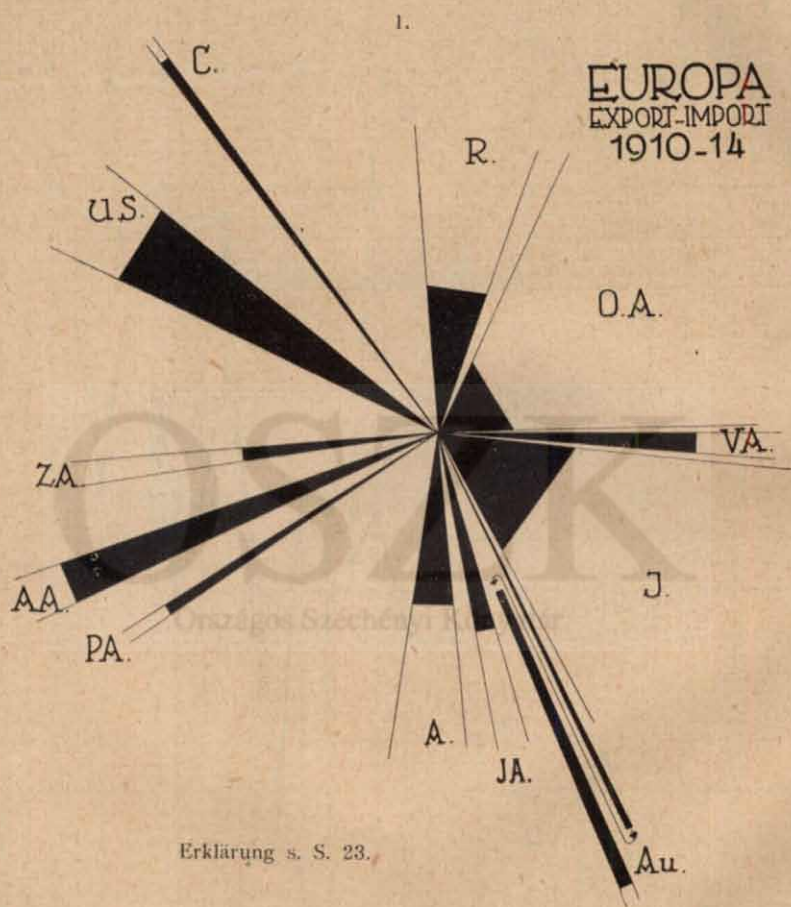 1.
C.
EUROPA
EXPORT-IMPORT
1910-14
R.
U.S.
O.A.
VA.
ZA.
J.
AA.
PA.
A.
JA.
Au.
Erklärung s. S. 23.
OSZK
Országos Széchényi Könyvtár